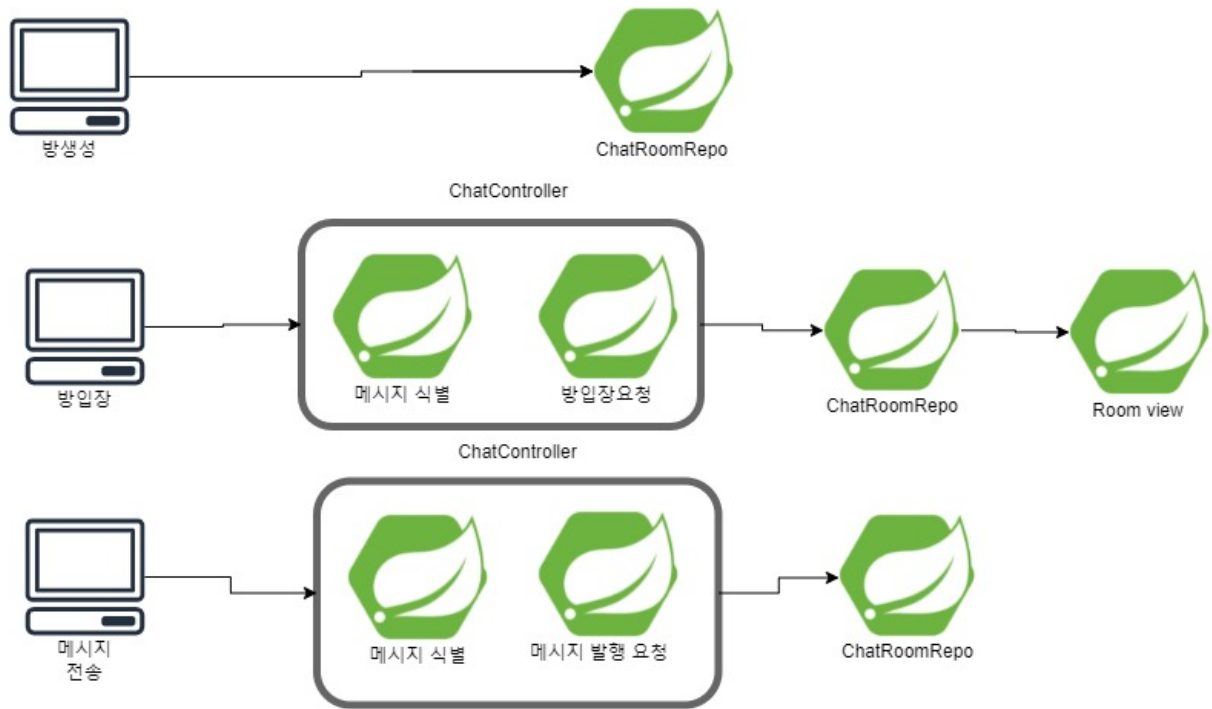 방생성
ChatRoomRepo
ChatController
메시지 식별
방입장요청
방입장
ChatRoomRepo
Room view
ChatController
메시지 식별
메시지 발행 요청
메시지
전송
ChatRoomRepo